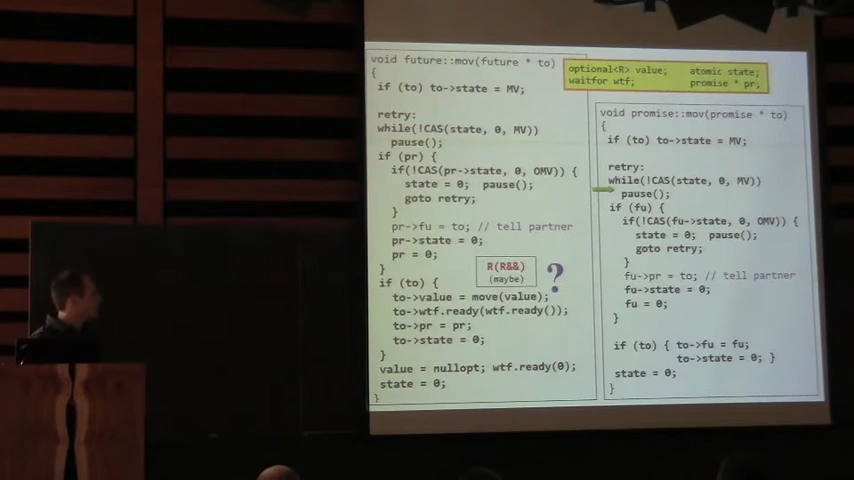 void future::mov(future * to)
{
if (to) to->state = MV;
retry:
while(!CAS(state, 0, MV))
pause();
if (pr) {
if(!CAS(pr->state, 0, OMV)) {
state = 0; pause();
goto retry;
}
pr->fu = to; // tell partner
pr->state = 0;
pr = 0;
}
if (to) {
to->value = move(value);
to->wtf.ready(wtf.ready());
to->pr = pr;
to->state = 0;
}
value = nullopt; wtf.ready(0);
state = 0;
}
R(R&&)
(maybe)
?
optional<R> value; atomic state;
waitfor wtf; promise * pr;
void promise::mov(promise * to)
{
if (to) to->state = MV;
retry:
while(!CAS(state, 0, MV))
pause();
if (fu) {
if(!CAS(fu->state, 0, OMV)) {
state = 0; pause();
goto retry;
}
fu->pr = to; // tell partner
fu->state = 0;
fu = 0;
}
if (to) { to->fu = fu;
to->state = 0; }
state = 0;
}